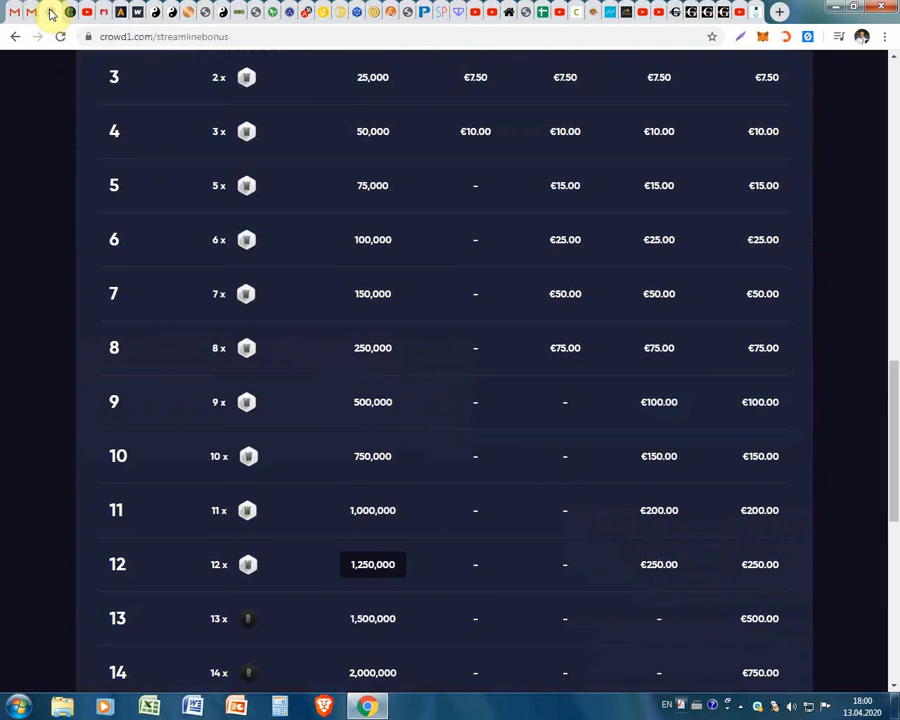 crowd1.com/streamlinebonus
3 2 x 25,000 €7.50 €7.50 €7.50 €7.50
4 3 x 50,000 €10.00 €10.00 €10.00 €10.00
5 5 x 75,000 - €15.00 €15.00 €15.00
6 6 x 100,000 - €25.00 €25.00 €25.00
7 7 x 150,000 - €50.00 €50.00 €50.00
8 8 x 250,000 - €75.00 €75.00 €75.00
9 9 x 500,000 - - €100.00 €100.00
10 10 x 750,000 - - €150.00 €150.00
11 11 x 1,000,000 - - €200.00 €200.00
12 12 x 1,250,000 - - €250.00 €250.00
13 13 x 1,500,000 - - - €500.00
14 14 x 2,000,000 - - - €750.00
EN 18:00
13.04.2020